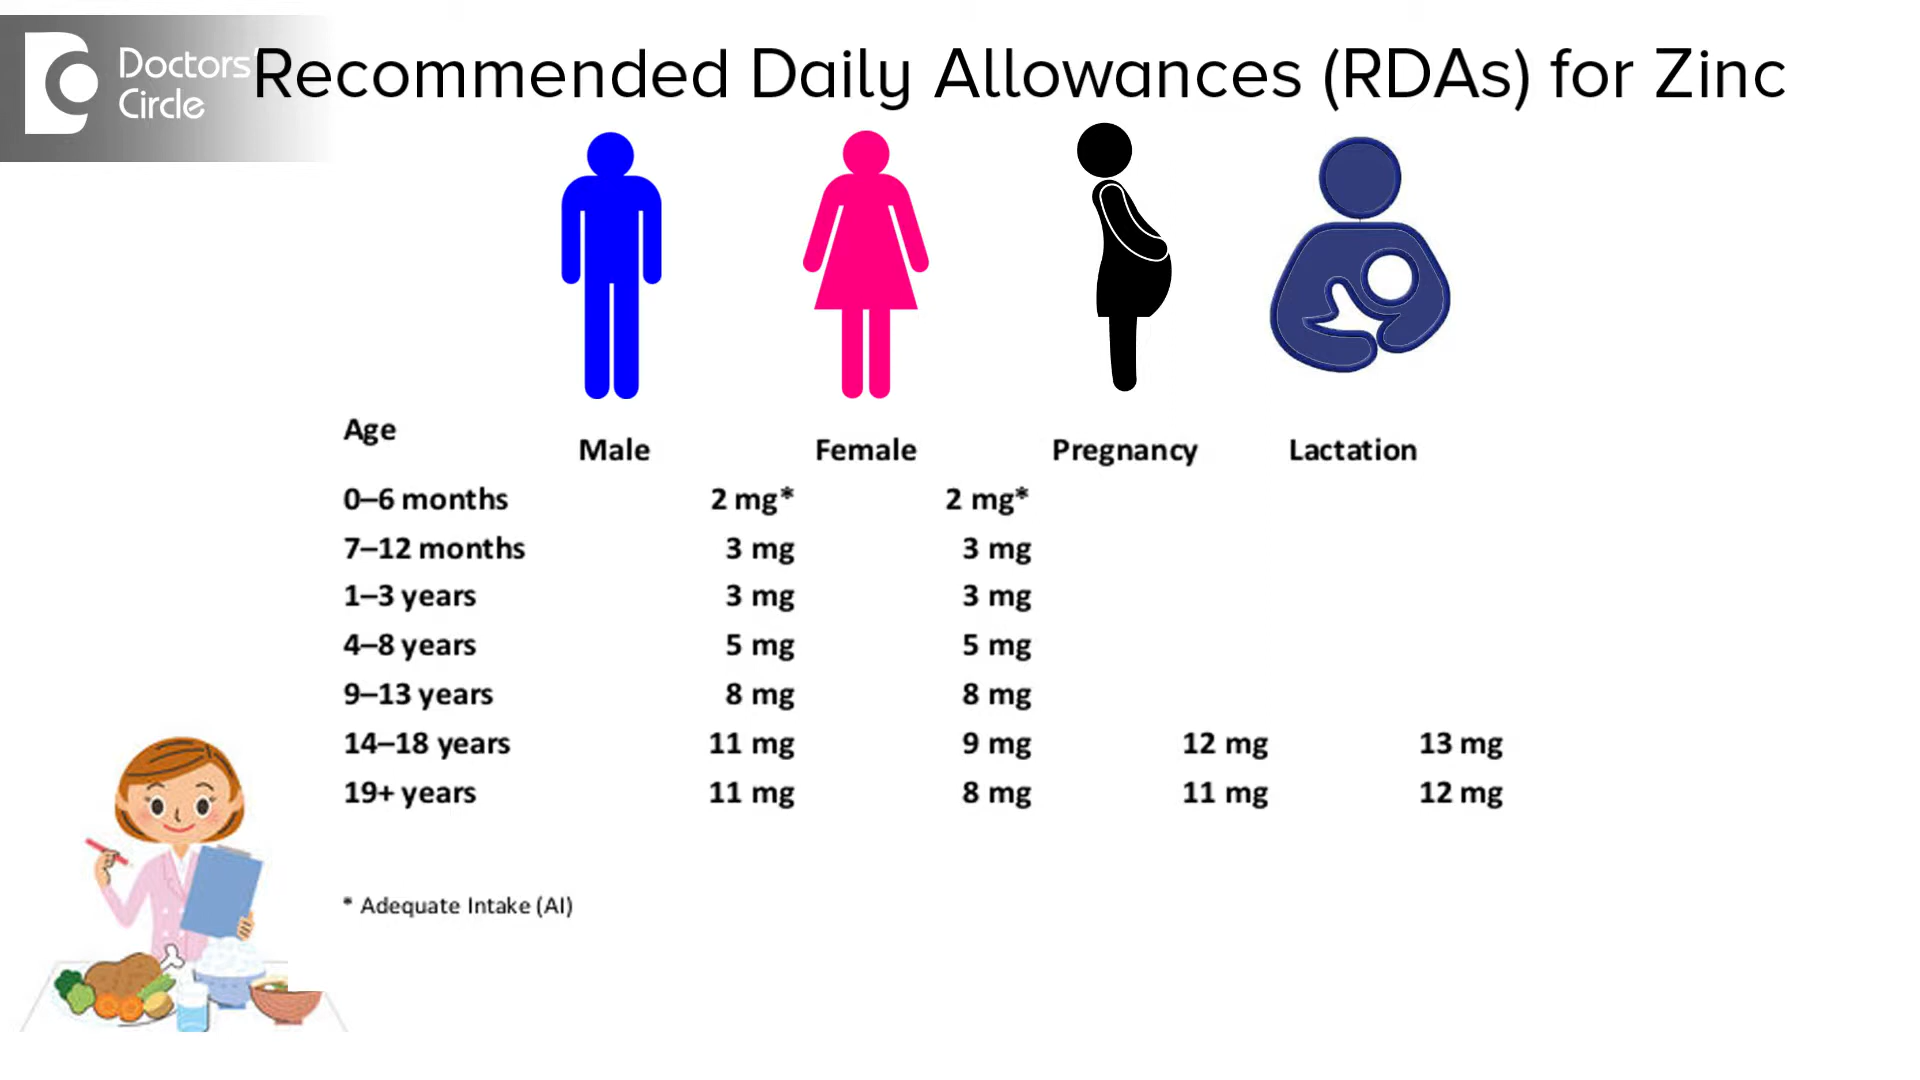 Doctors'
Circle
Recommended Daily Allowances (RDAs) for Zinc
Age Male Female Pregnancy Lactation
0–6 months 2 mg* 2 mg*
7–12 months 3 mg 3 mg
1–3 years 3 mg 3 mg
4–8 years 5 mg 5 mg
9–13 years 8 mg 8 mg
14–18 years 11 mg 9 mg 12 mg 13 mg
19+ years 11 mg 8 mg 11 mg 12 mg
* Adequate Intake (AI)